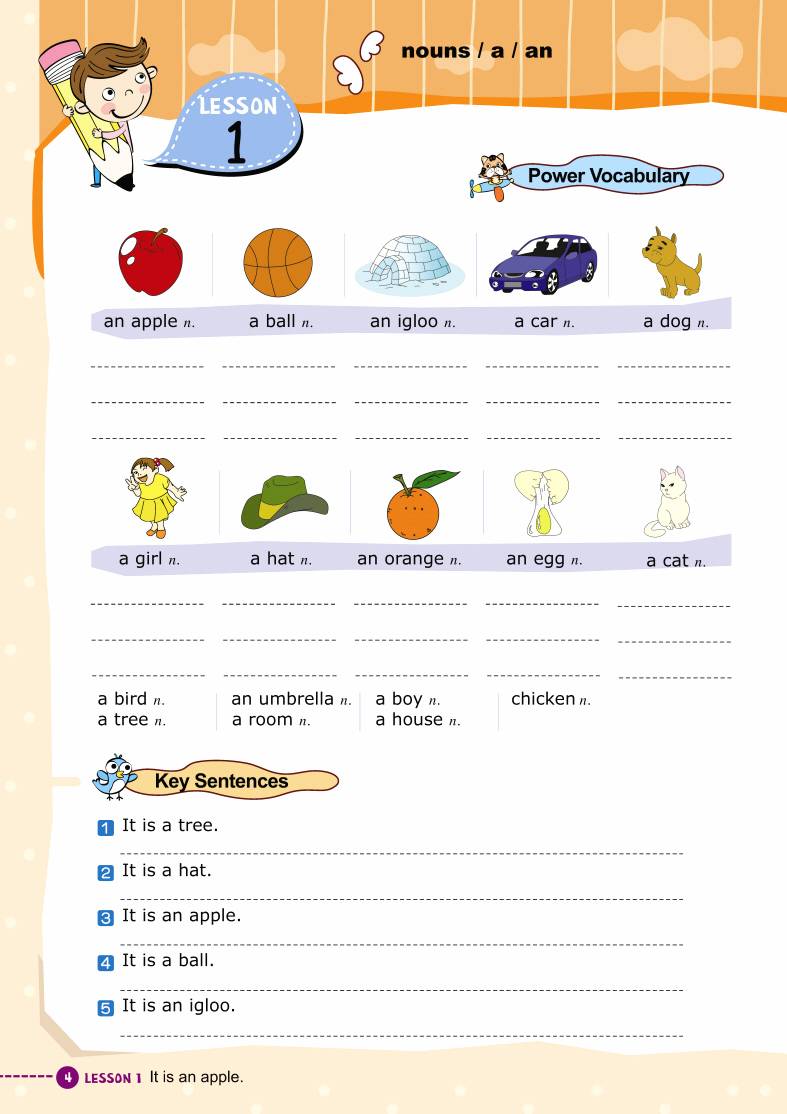 nouns / a / an
LESSON
1
Power Vocabulary
an apple n. a ball n. an igloo n. a car n. a dog n.
a girl n. a hat n. an orange n. an egg n. a cat n.
a bird n. an umbrella n. a boy n. chicken n.
a tree n. a room n. a house n.
Key Sentences
1 It is a tree.
2 It is a hat.
3 It is an apple.
4 It is a ball.
5 It is an igloo.
4 LESSON 1 It is an apple.